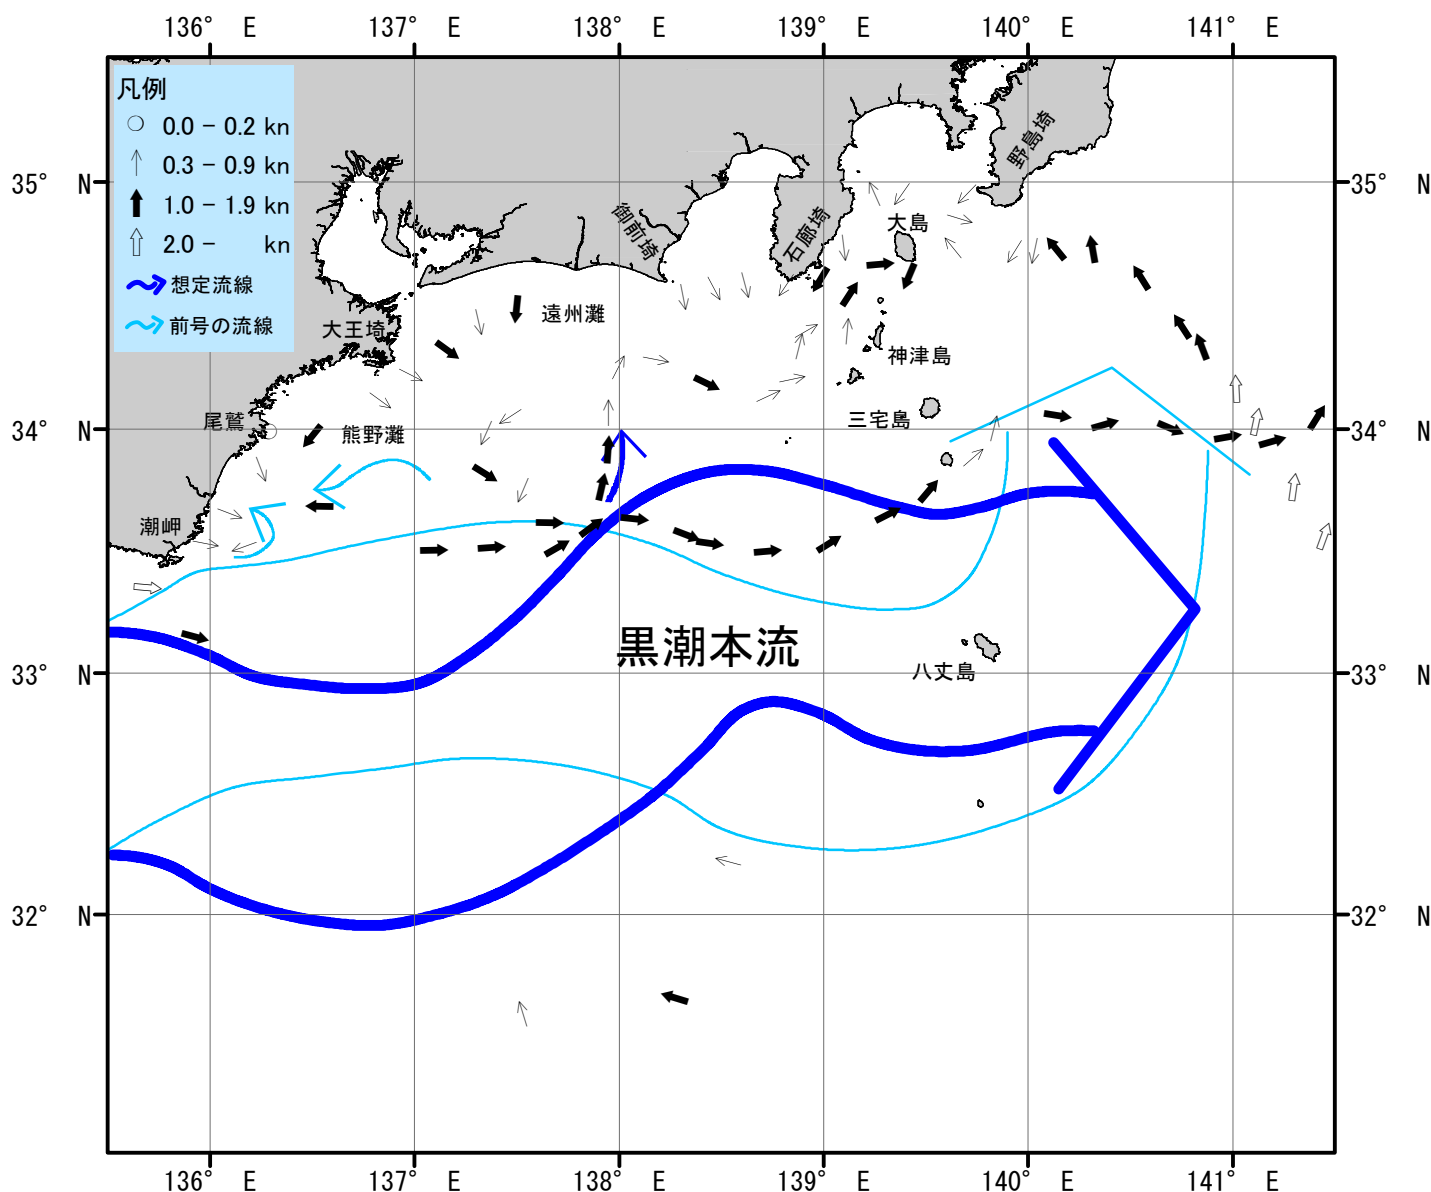 136° E 137° E 138° E 139° E 140° E 141° E
凡例
0.0 - 0.2 kn
0.3 - 0.9 kn
1.0 - 1.9 kn
2.0 - kn
想定流線
前号の流線
野島埼
35° N
35° N
御前埼
石廊埼
大島
遠州灘
大王埼
神津島
尾鷲
三宅島
34° N
熊野灘
34° N
潮岬
黒潮本流
八丈島
33° N
33° N
32° N
32° N
136° E 137° E 138° E 139° E 140° E 141° E